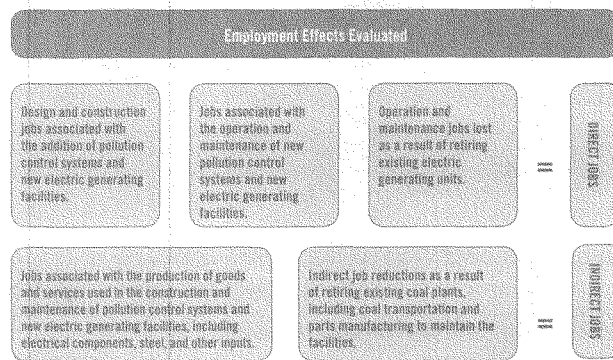 Employment Effects Evaluated
Design and construction
jobs associated with
the addition of pollution
control systems and
new electric generating
facilities.
Jobs associated with
the operation and
maintenance of new
pollution control
systems and new
electric generating
facilities.
Operation and
maintenance jobs lost
as a result of retiring
existing electric
generating units.
=
DIRECT JOBS
Jobs associated with the production of goods
and services used in the construction and
maintenance of pollution control systems and
new electric generating facilities, including
electrical components, steel, and other inputs.
Indirect job reductions as a result
of retiring existing coal plants,
including coal transportation and
parts manufacturing to maintain the
facilities.
=
INDIRECT JOBS